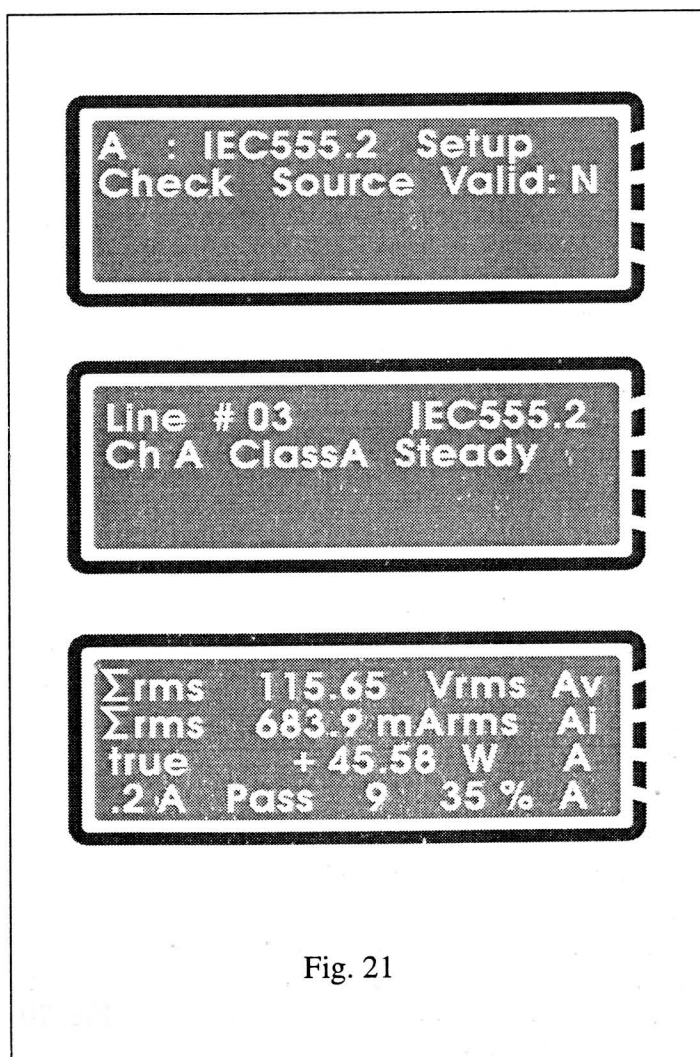 A : IEC555.2 Setup
Check Source Valid: N
Line # 03 IEC555.2
Ch A ClassA Steady
Σrms 115.65 Vrms Av
Σrms 683.9 mArms Ai
true + 45.58 W A
.2 A Pass 9 35 % A
Fig. 21